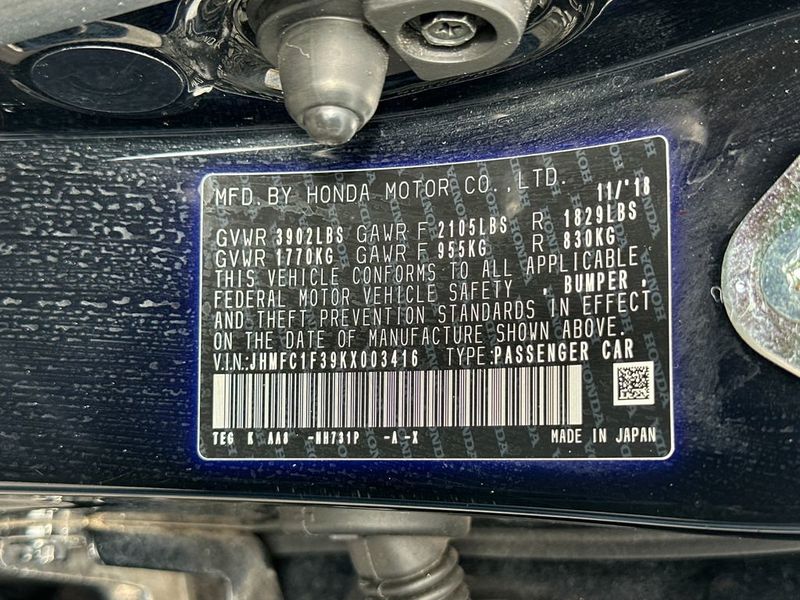 MFD. BY HONDA MOTOR CO.,LTD. 11/'18
GVWR 3902LBS GAWR F 2105LBS R 1829LBS
GVWR 1770KG GAWR F 955KG R 830KG
THIS VEHICLE CONFORMS TO ALL APPLICABLE
FEDERAL MOTOR VEHICLE SAFETY , BUMPER ,
AND THEFT PREVENTION STANDARDS IN EFFECT
ON THE DATE OF MANUFACTURE SHOWN ABOVE.
V.I.N.:JHMFC1F39KX003416 TYPE:PASSENGER CAR
TEG K AA8 -NH731P -A -X MADE IN JAPAN